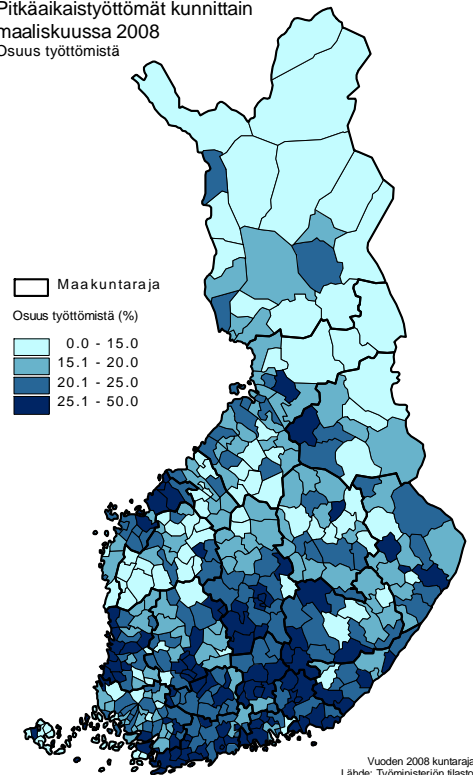 Pitkäaikaistyöttömät kunnittain
maaliskuussa 2008
Osuus työttömistä
Maakuntaraja
Osuus työttömistä (%)
0.0 - 15.0
15.1 - 20.0
20.1 - 25.0
25.1 - 50.0
Vuoden 2008 kuntaraja
Lähde: Työministeriön tilasto